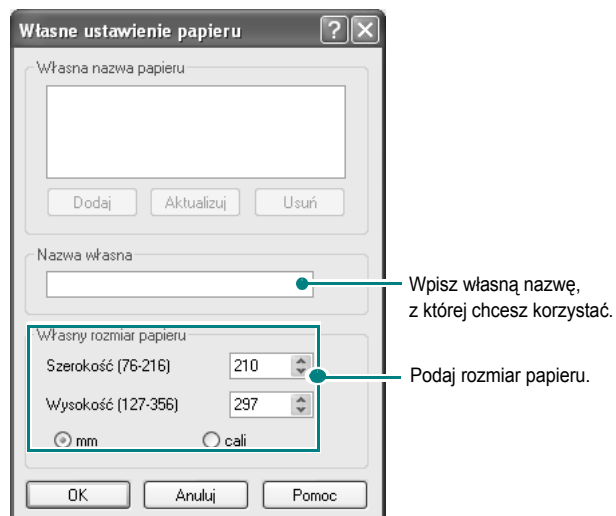 Własne ustawienie papieru
Własna nazwa papieru
Dodaj Aktualizuj Usuń
Nazwa własna
Wpisz własną nazwę,
z której chcesz korzystać.
Własny rozmiar papieru
Szerokość (76-216) 210
Podaj rozmiar papieru.
Wysokość (127-356) 297
mm cali
OK Anuluj Pomoc